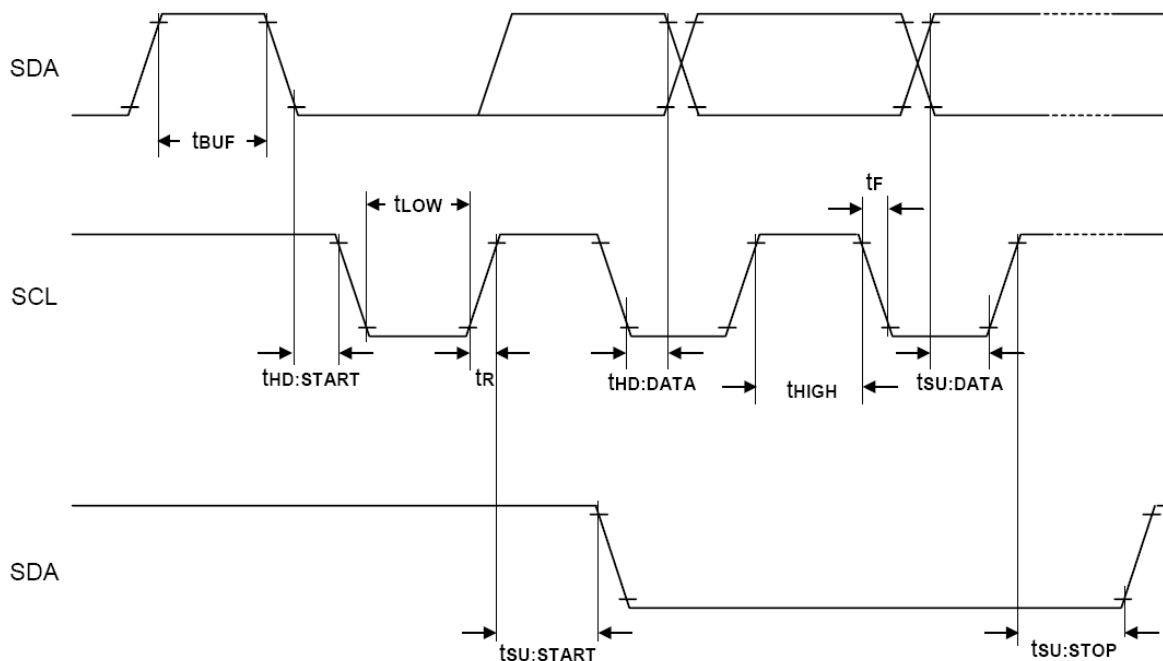 SDA
tBUF
tF
tLOW
SCL
tHD:START
tR
tHD:DATA
tHIGH
tSU:DATA
SDA
tSU:START
tSU:STOP